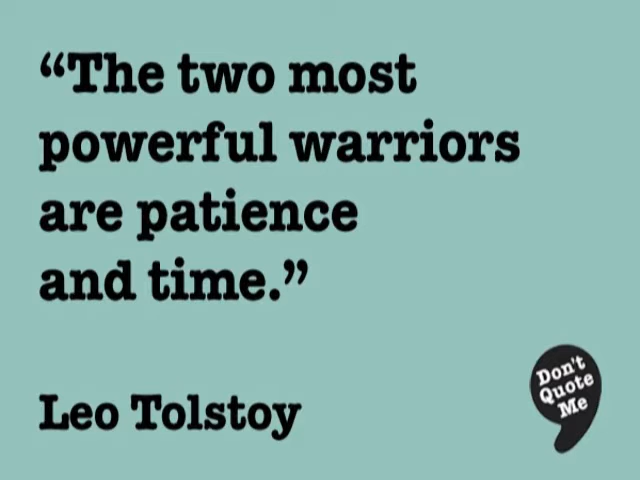 “The two most
powerful warriors
are patience
and time.”
Leo Tolstoy
Don't
Quote
Me